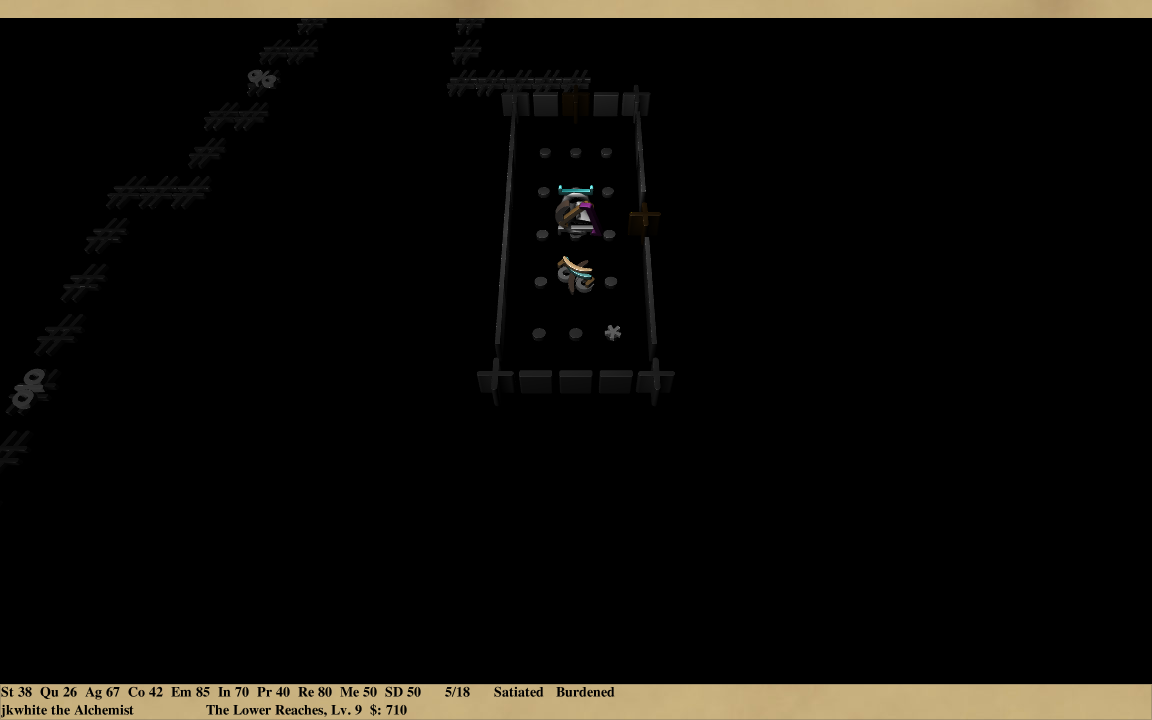 St 38 Qu 26 Ag 67 Co 42 Em 85 In 70 Pr 40 Re 80 Me 50 SD 50 5/18 Satiated Burdened
jkwhite the Alchemist The Lower Reaches, Lv. 9 $: 710